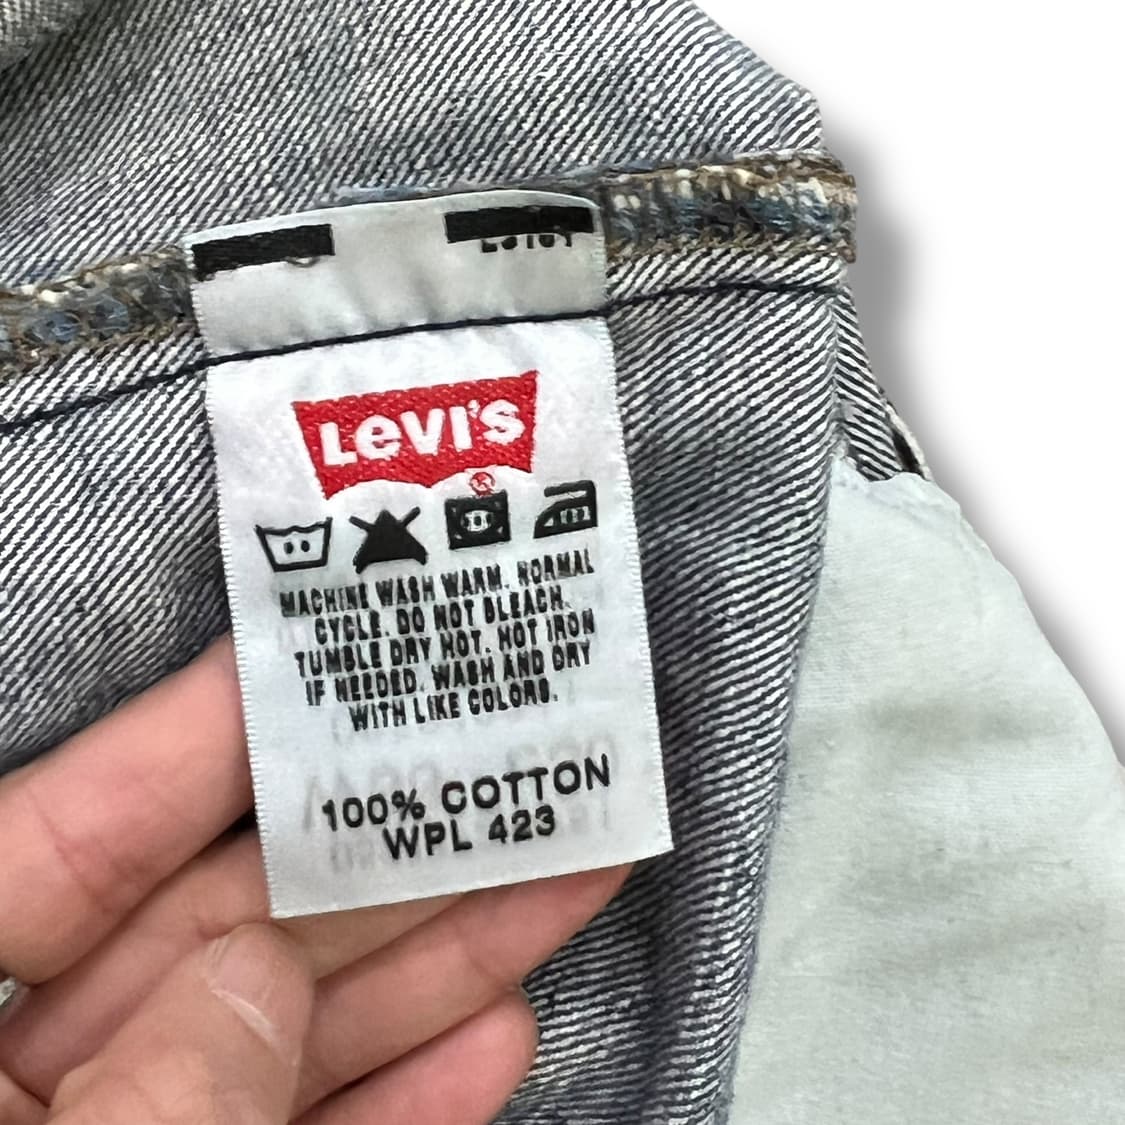 LEVI'S
®
MACHINE WASH WARM. NORMAL
CYCLE. DO NOT BLEACH.
TUMBLE DRY HOT. HOT IRON
IF NEEDED. WASH AND DRY
WITH LIKE COLORS.
100% COTTON
WPL 423